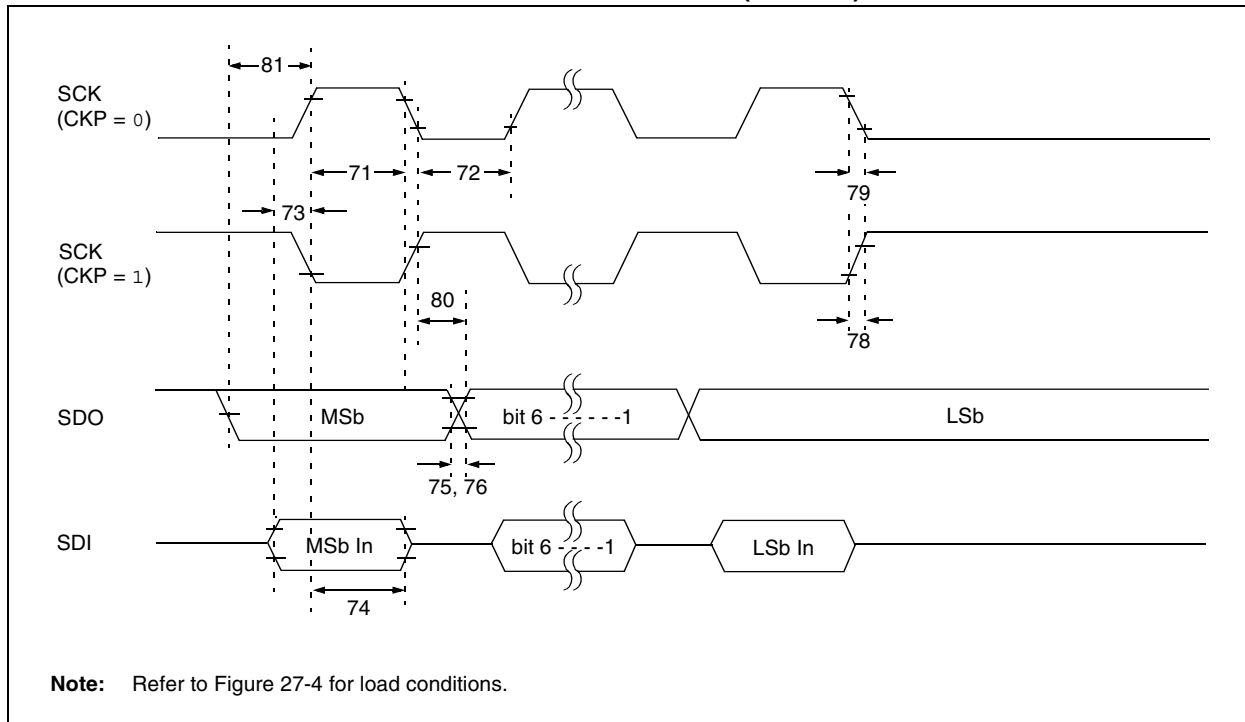 81
SCK
(CKP = 0)
71
72
79
73
SCK
(CKP = 1)
80
78
SDO
MSb
bit 6 - - - - - -1
LSb
75, 76
SDI
MSb In
bit 6 - - - -1
LSb In
74
Note: Refer to Figure 27-4 for load conditions.